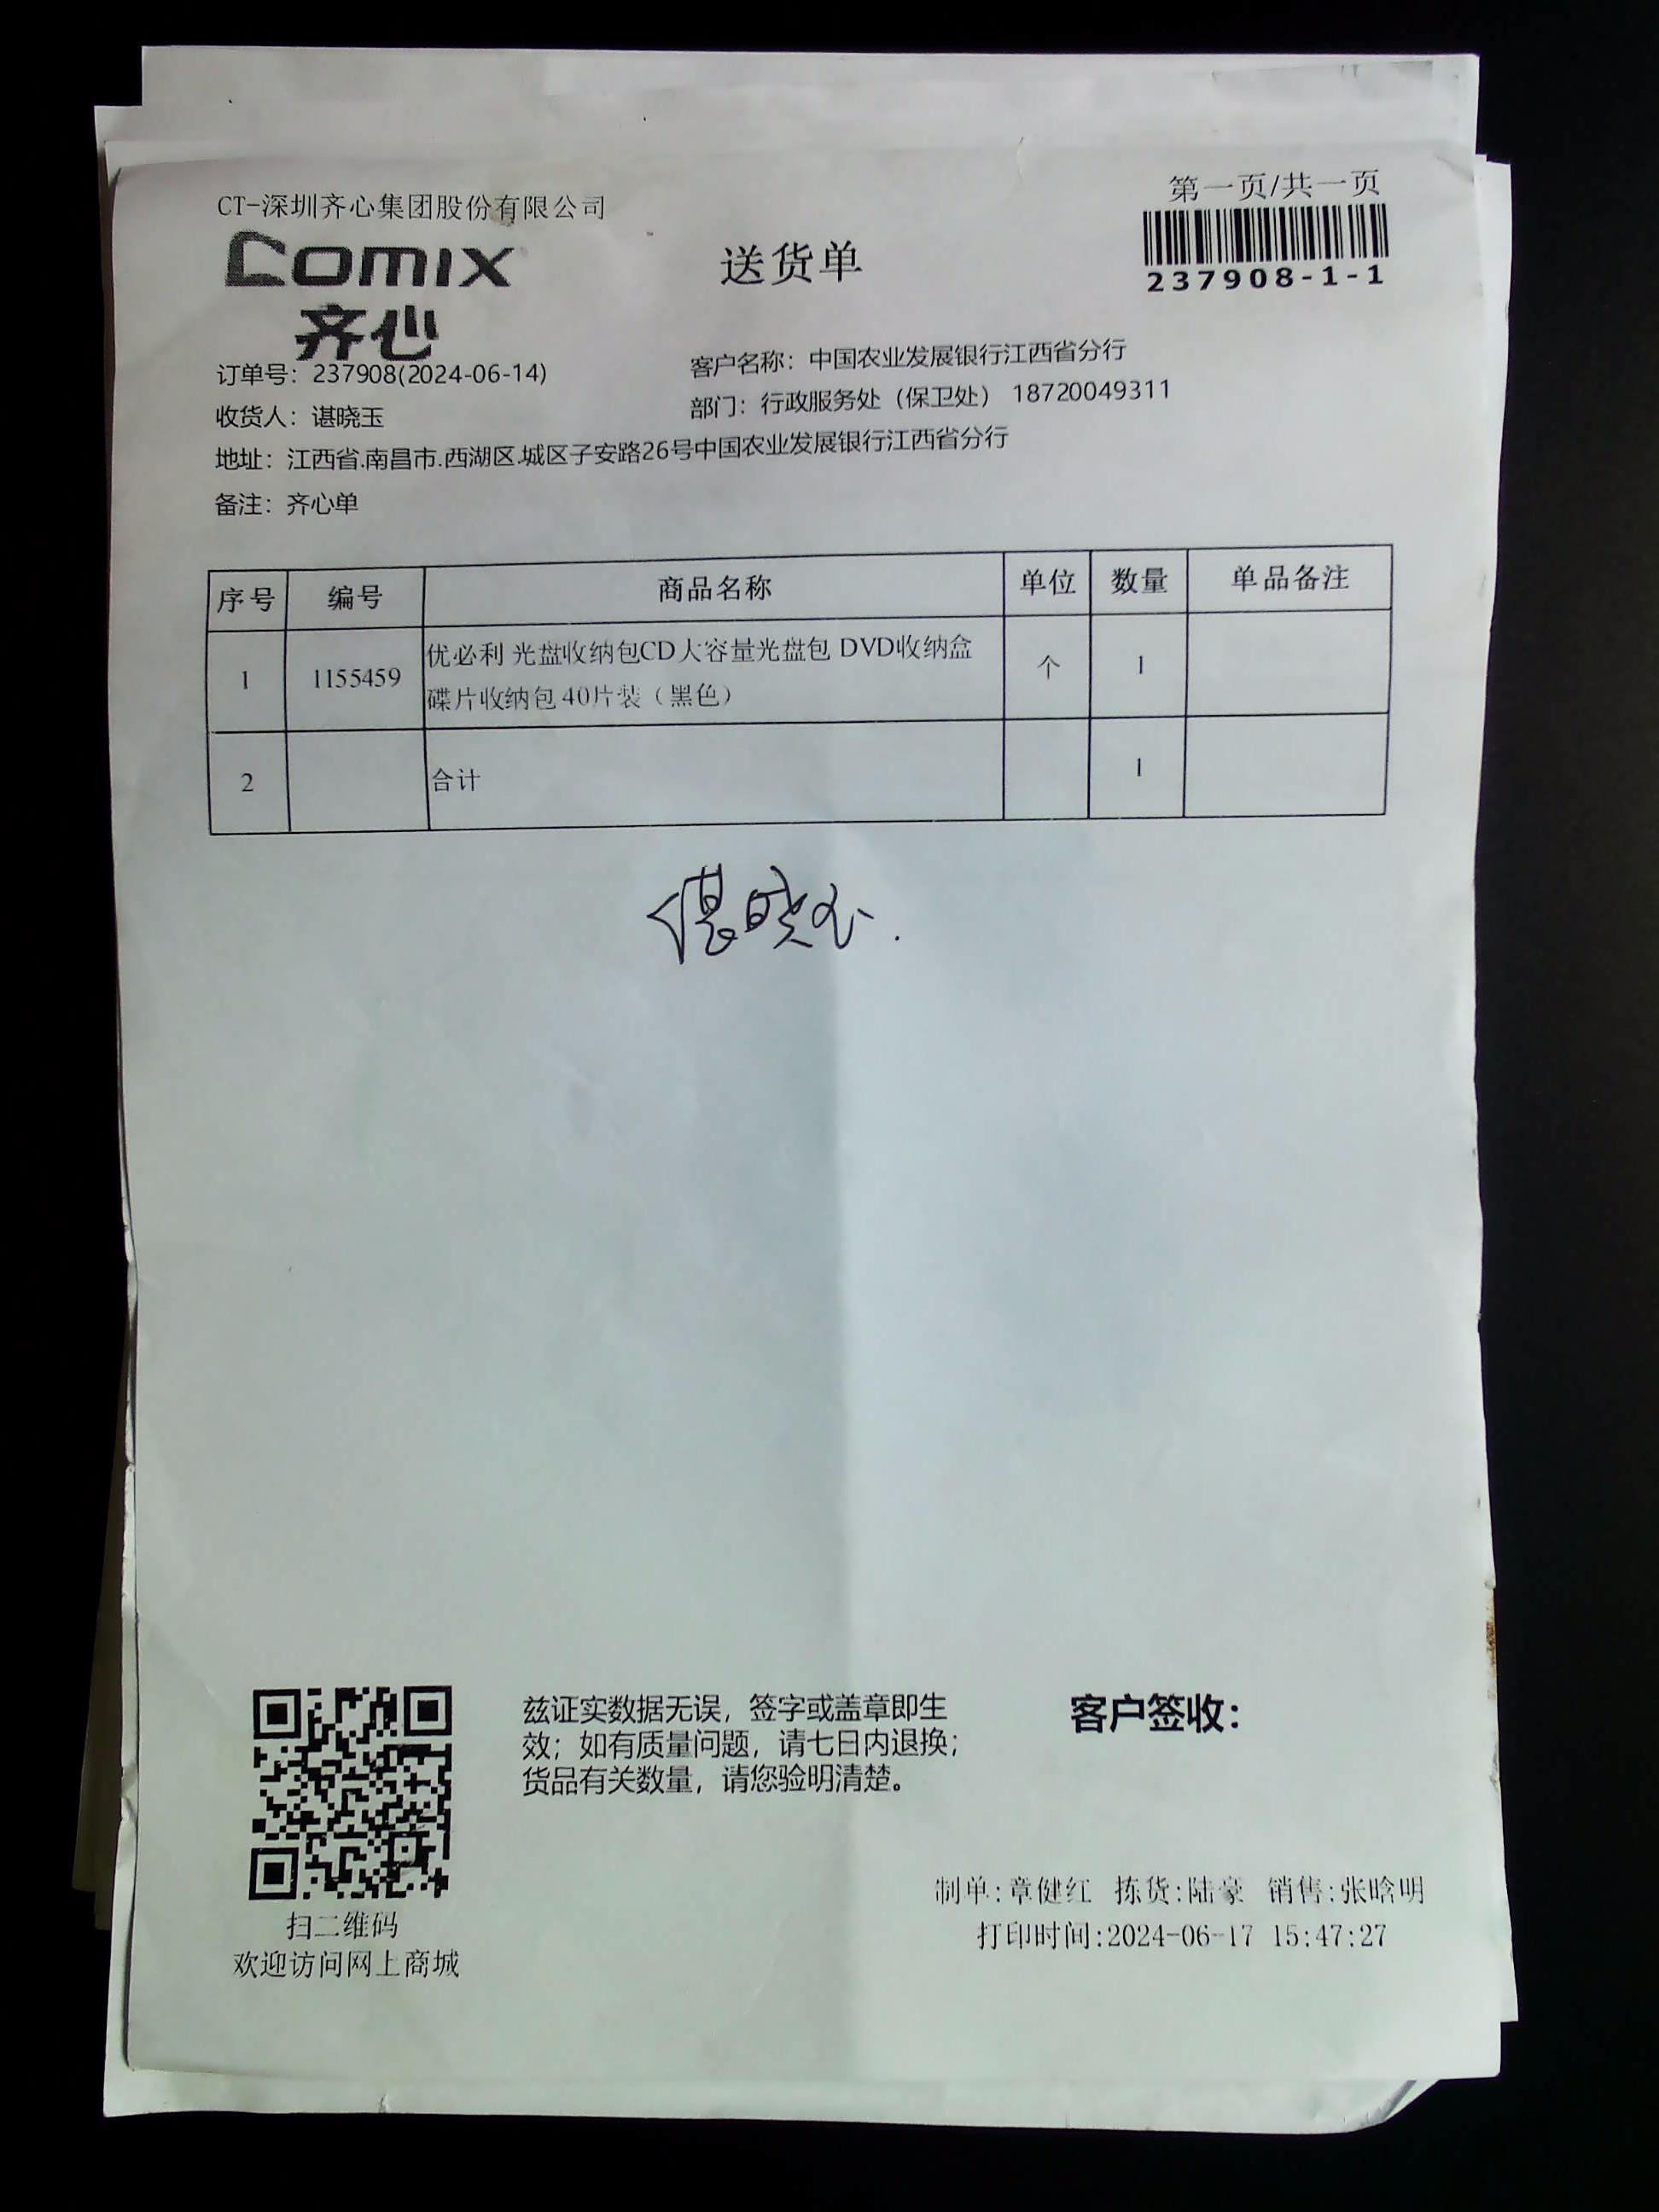 第一页/共一页
CT-深圳齐心集团股份有限公司
Comix
齐心
送货单
237908-1-1
订单号：237908(2024-06-14)
客户名称：中国农业发展银行江西省分行
收货人：谌晓玉
部门：行政服务处（保卫处） 18720049311
地址：江西省.南昌市.西湖区.城区子安路26号中国农业发展银行江西省分行
备注：齐心单
序号 编号 商品名称 单位 数量 单品备注
1 1155459 优必利 光盘收纳包CD大容量光盘包 DVD收纳盒 个 1
碟片收纳包 40片装（黑色）
2 合计 1
谌晓玉.
兹证实数据无误，签字或盖章即生
效；如有质量问题，请七日内退换；
货品有关数量，请您验明清楚。
客户签收：
扫二维码
欢迎访问网上商城
制单:章健红 拣货:陆豪 销售:张晗明
打印时间:2024-06-17 15:47:27